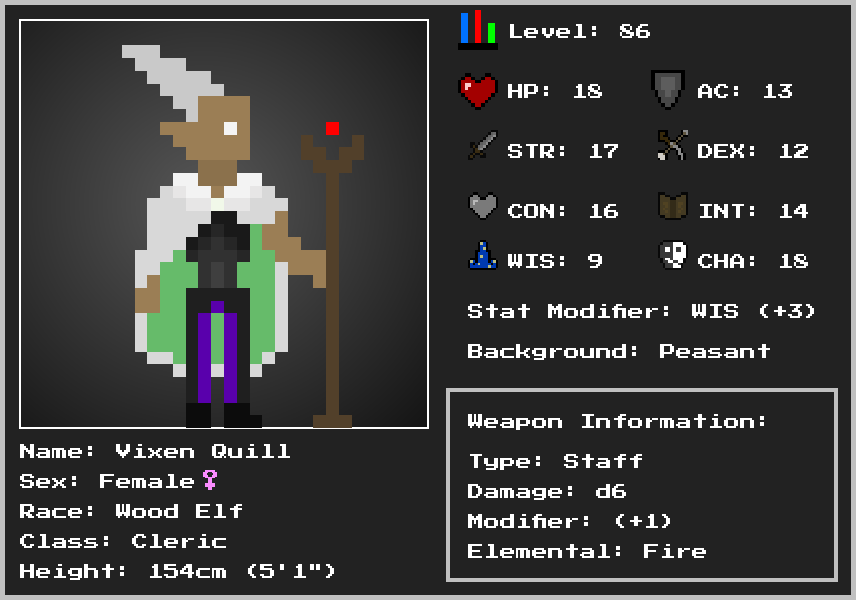 Level: 86
HP: 18 AC: 13
STR: 17 DEX: 12
CON: 16 INT: 14
WIS: 9 CHA: 18
Stat Modifier: WIS (+3)
Background: Peasant
Weapon Information:
Type: Staff
Damage: d6
Modifier: (+1)
Elemental: Fire
Name: Vixen Quill
Sex: Female♀
Race: Wood Elf
Class: Cleric
Height: 154cm (5'1")